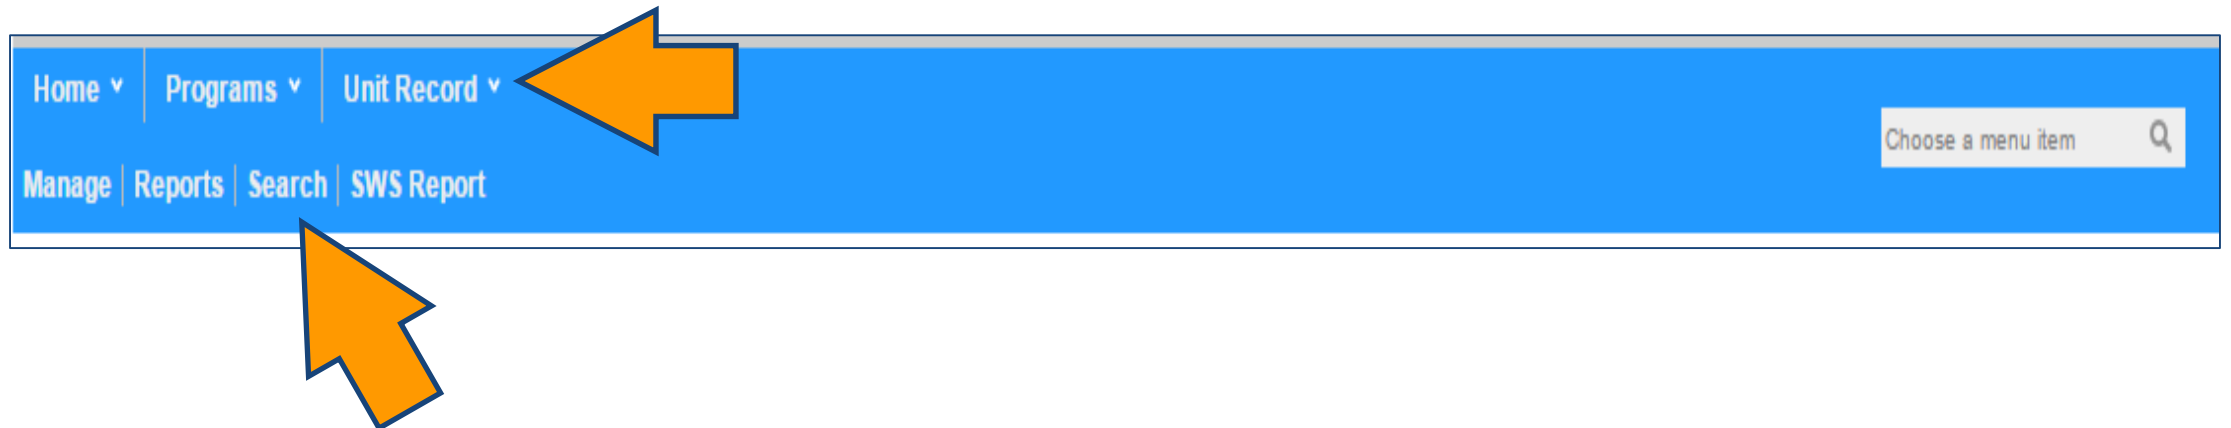 Home Programs Unit Record
Choose a menu item
Manage Reports Search SWS Report